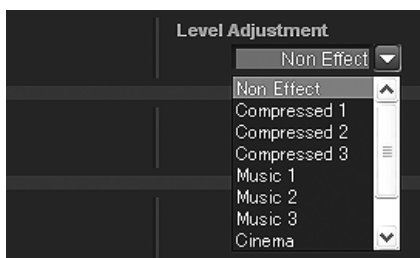 Level Adjustment
Non Effect
Non Effect
Compressed 1
Compressed 2
Compressed 3
Music 1
Music 2
Music 3
Cinema